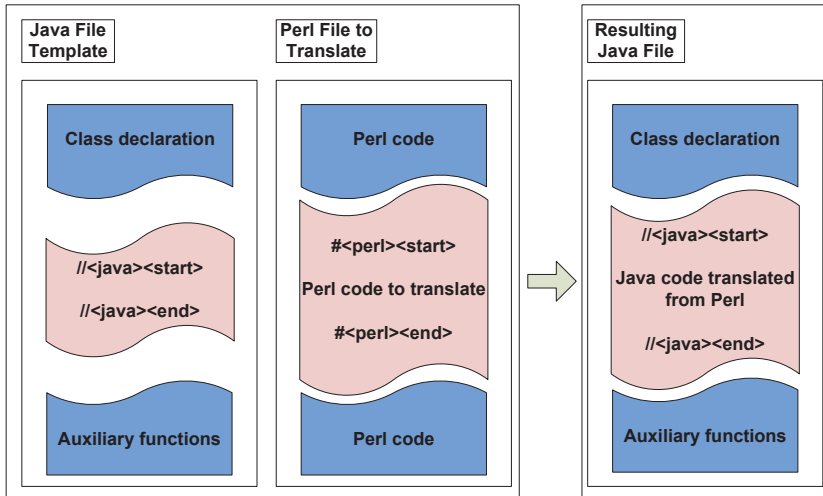 Java File
Template
Class declaration
//<java><start>
//<java><end>
Auxiliary functions
Perl File to
Translate
Perl code
#<perl><start>
Perl code to translate
#<perl><end>
Perl code
Resulting
Java File
Class declaration
//<java><start>
Java code translated
from Perl
//<java><end>
Auxiliary functions